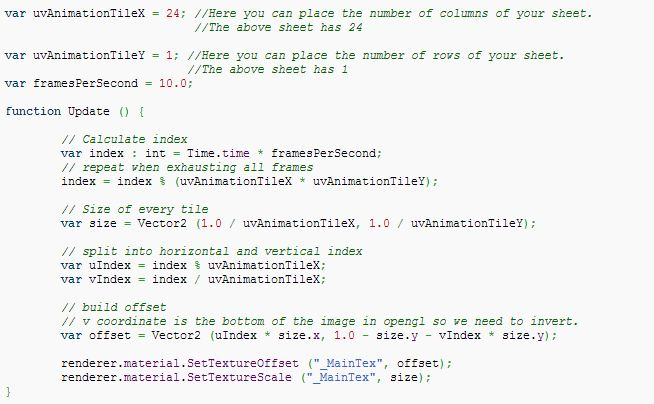 var uvAnimationTileX = 24; //Here you can place the number of columns of your sheet.
//The above sheet has 24
var uvAnimationTileY = 1; //Here you can place the number of rows of your sheet.
//The above sheet has 1
var framesPerSecond = 10.0;
function Update () {
// Calculate index
var index : int = Time.time * framesPerSecond;
// repeat when exhausting all frames
index = index % (uvAnimationTileX * uvAnimationTileY);
// Size of every tile
var size = Vector2 (1.0 / uvAnimationTileX, 1.0 / uvAnimationTileY);
// split into horizontal and vertical index
var uIndex = index % uvAnimationTileX;
var vIndex = index / uvAnimationTileX;
// build offset
// v coordinate is the bottom of the image in opengl so we need to invert.
var offset = Vector2 (uIndex * size.x, 1.0 - size.y - vIndex * size.y);
renderer.material.SetTextureOffset ("_MainTex", offset);
renderer.material.SetTextureScale ("_MainTex", size);
}